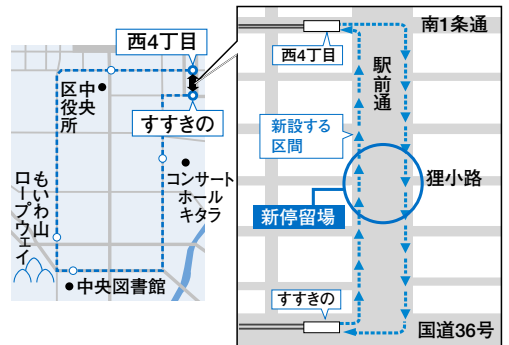 西4丁目
中央
区役所
すすきの
コンサート
ホール
キタラ
もいわ山
ロープウェイ
中央図書館
南1条通
西4丁目
駅前通
新設する
区間
狸小路
新停留場
すすきの
国道36号